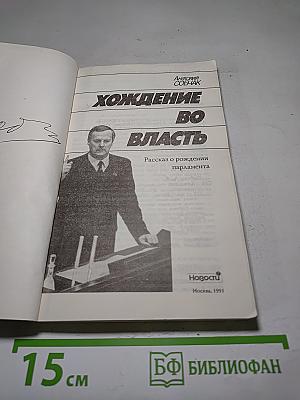 Анатолий
СОБЧАК
ХОЖДЕНИЕ
ВО
ВЛАСТЬ
Рассказ о рождении
парламента
Новости
Москва, 1991
15 см
БФ БИБЛИОФАН